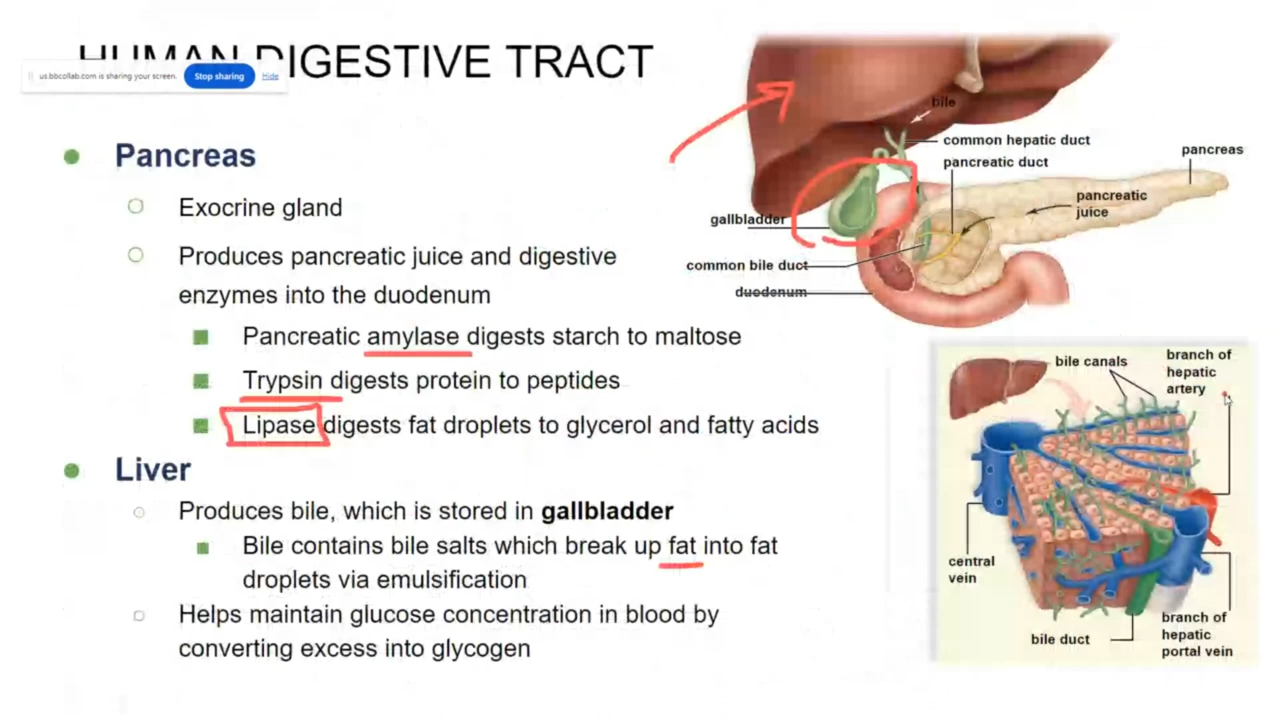 HUMAN DIGESTIVE TRACT
us.bbcollab.com is sharing your screen. Stop sharing Hide
Pancreas
Exocrine gland
Produces pancreatic juice and digestive
enzymes into the duodenum
Pancreatic amylase digests starch to maltose
Trypsin digests protein to peptides
Lipase digests fat droplets to glycerol and fatty acids
Liver
Produces bile, which is stored in gallbladder
Bile contains bile salts which break up fat into fat
droplets via emulsification
Helps maintain glucose concentration in blood by
converting excess into glycogen
bile
common hepatic duct
pancreatic duct
pancreas
pancreatic
juice
gallbladder
common bile duct
duodenum
bile canals
branch of
hepatic
artery
central
vein
bile duct
branch of
hepatic
portal vein